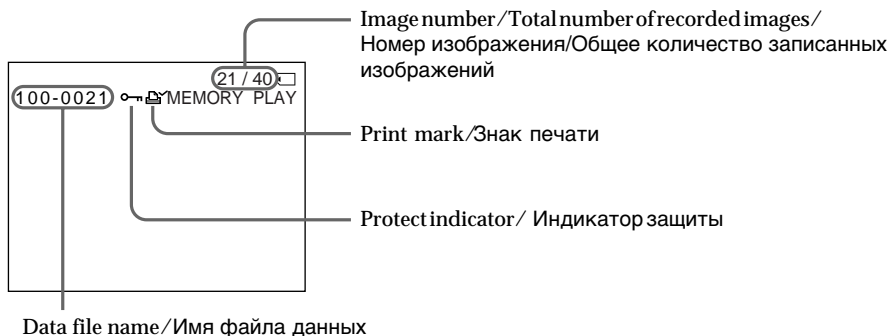 Image number/Total number of recorded images/
Номер изображения/Общее количество записанных
изображений
21 / 40
100-0021 MEMORY PLAY
Print mark/Знак печати
Protect indicator/ Индикатор защиты
Data file name/Имя файла данных